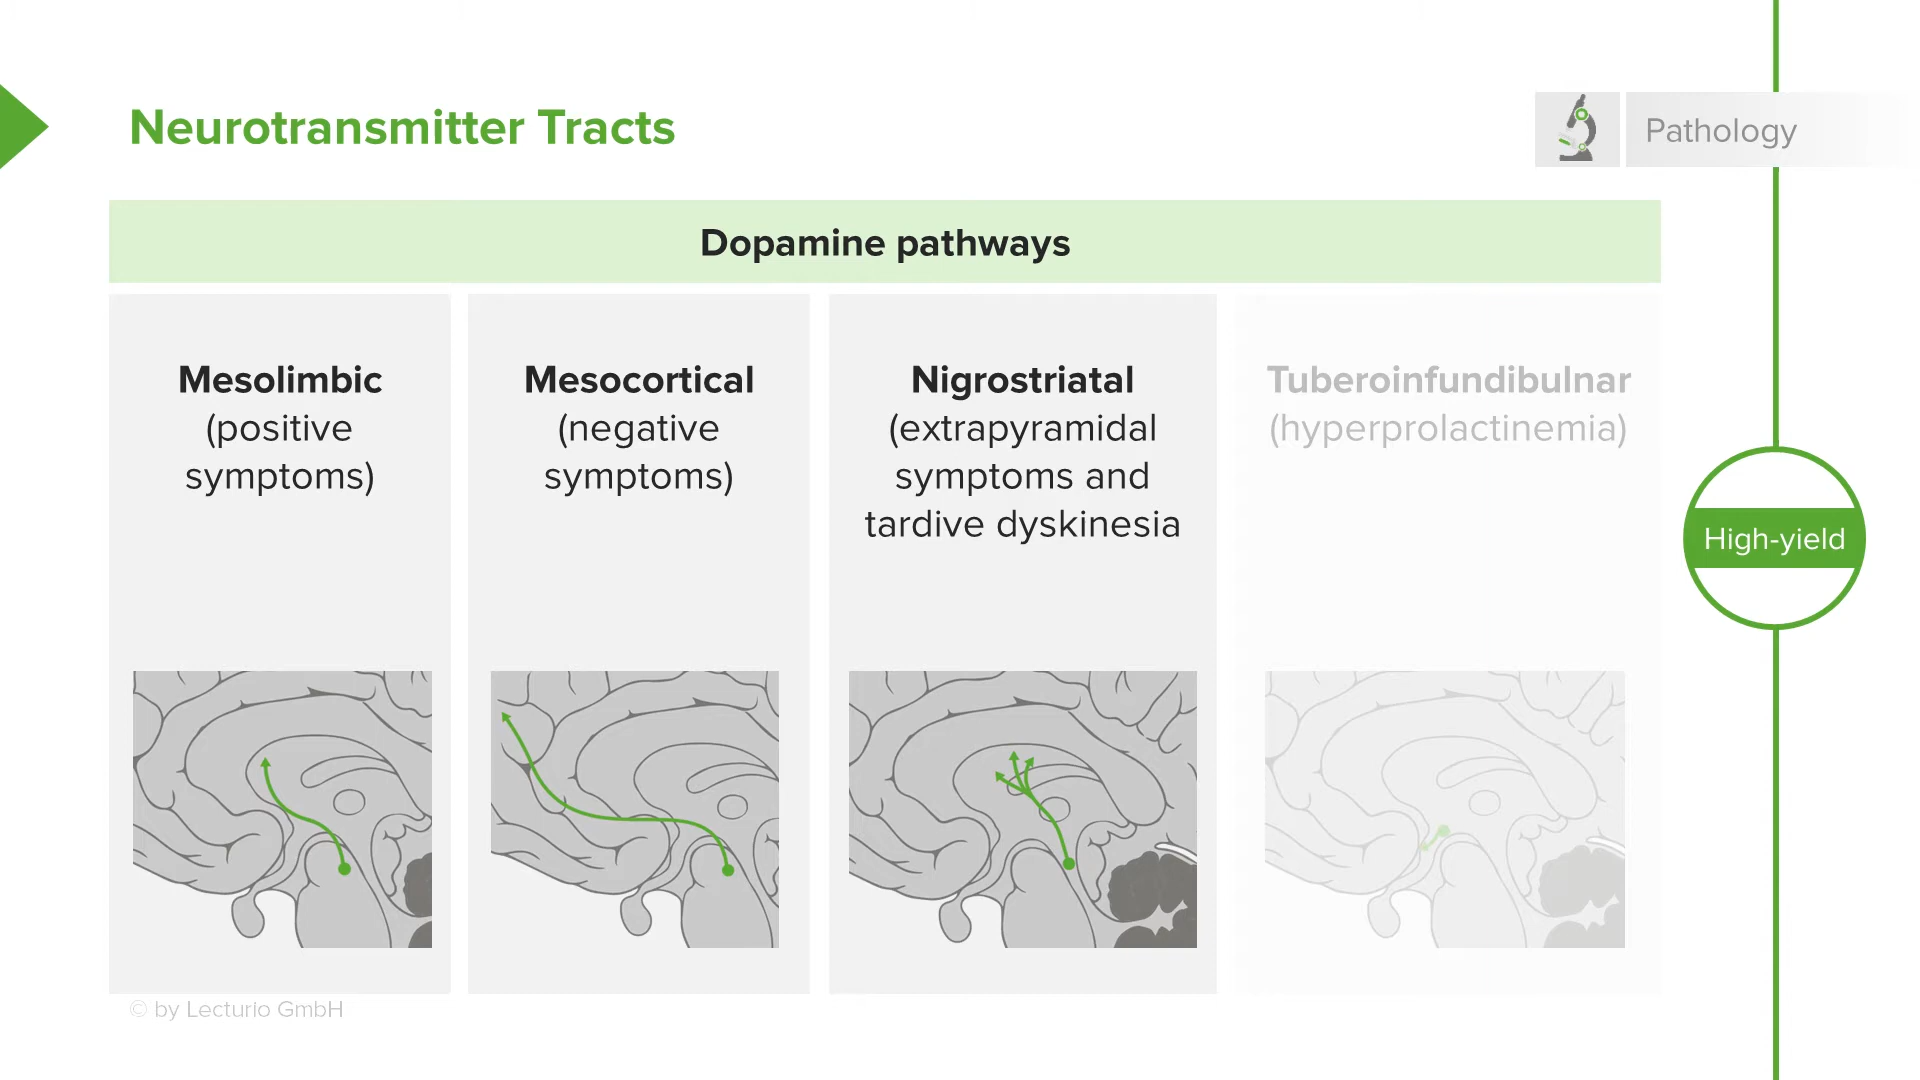 Neurotransmitter Tracts
Pathology
Dopamine pathways
Mesolimbic
(positive
symptoms)
Mesocortical
(negative
symptoms)
Nigrostriatal
(extrapyramidal
symptoms and
tardive dyskinesia
Tuberoinfundibulnar
(hyperprolactinemia)
High-yield
© by Lecturio GmbH